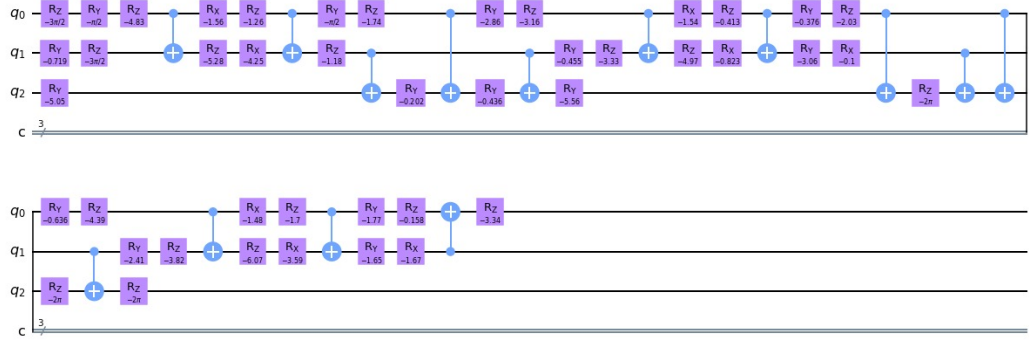 q0 RZ −3π/2 RY −π/2 RZ −4.83 RX −1.56 RZ −1.26 RY −π/2 RZ −1.74 RY −2.86 RZ −3.16 RX −1.54 RZ −0.413 RY −0.376 RZ −2.03
q1 RY −0.719 RZ −3π/2 RZ −5.28 RX −4.25 RZ −1.18 RY −0.455 RZ −3.33 RZ −4.97 RX −0.823 RY −3.06 RX −0.1
q2 RY −5.05 RY −0.202 RY −0.436 RY −5.56 RZ −2π
c 3
q0 RY −0.636 RZ −4.39 RX −1.48 RZ −1.7 RY −1.77 RZ −0.158 RZ −3.34
q1 RY −2.41 RZ −3.82 RZ −6.07 RX −3.59 RY −1.65 RX −1.67
q2 RZ −2π RZ −2π
c 3